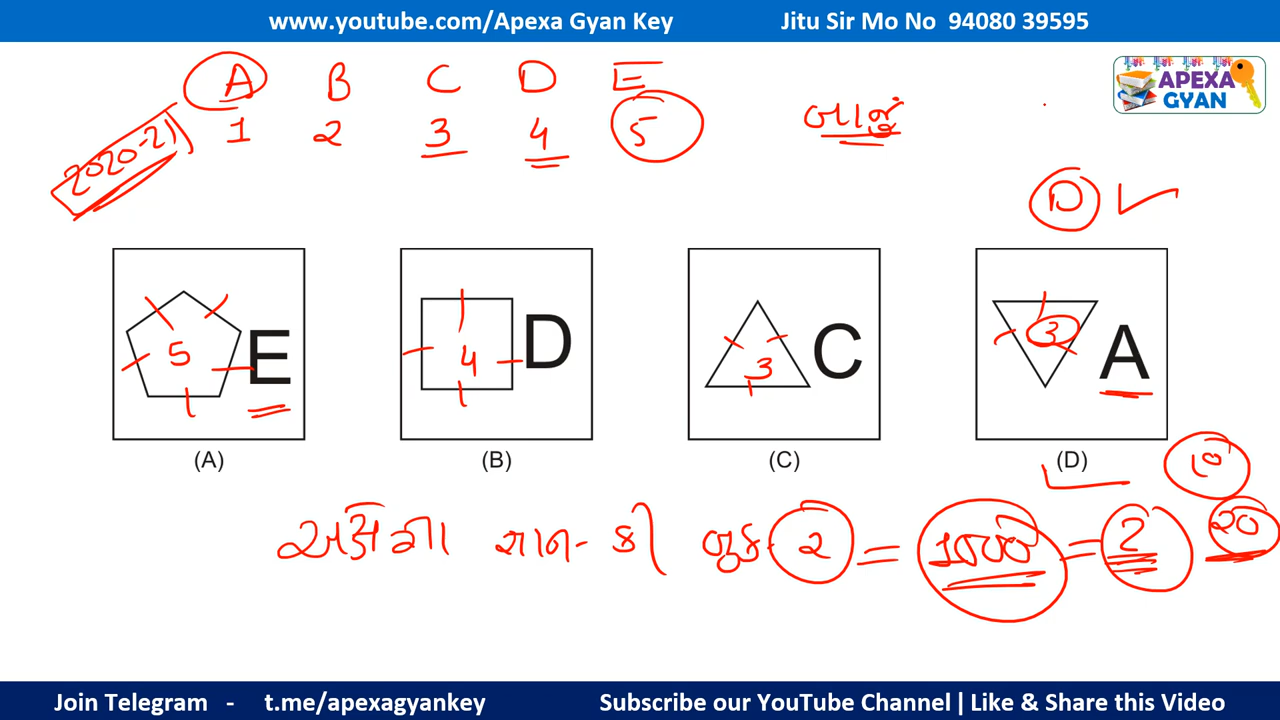 www.youtube.com/Apexa Gyan Key Jitu Sir Mo No 94080 39595
APEXA
GYAN
A B C D E
1 2 3 4 5
બાજુ
2020-21
D
5 E
4 D
3 C
3 A
(A) (B) (C) (D)
10
અપેક્ષા જ્ઞાન-કી બુક 2 = 1000 = 2 20
Join Telegram - t.me/apexagyankey Subscribe our YouTube Channel | Like & Share this Video